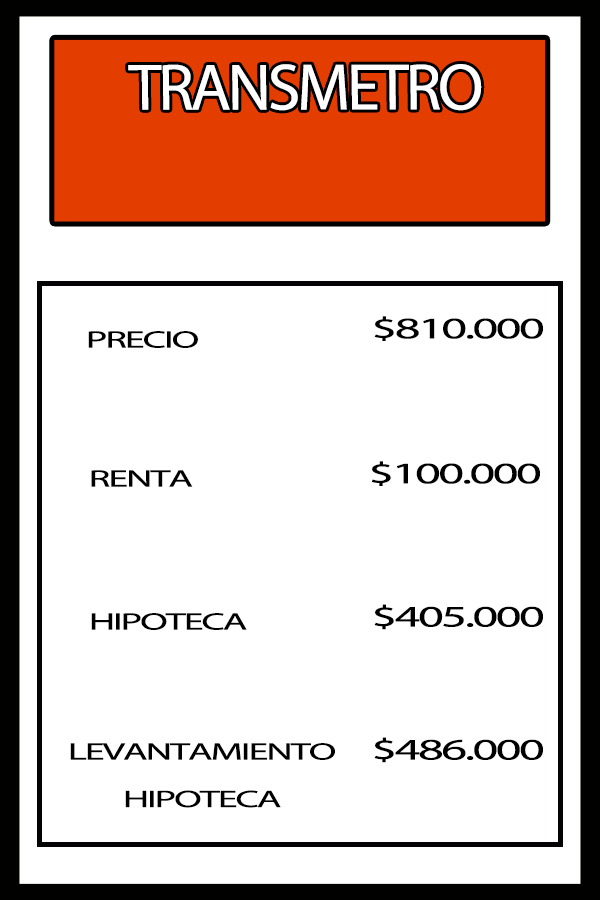 TRANSMETRO
PRECIO $810.000
RENTA $100.000
HIPOTECA $405.000
LEVANTAMIENTO $486.000
HIPOTECA